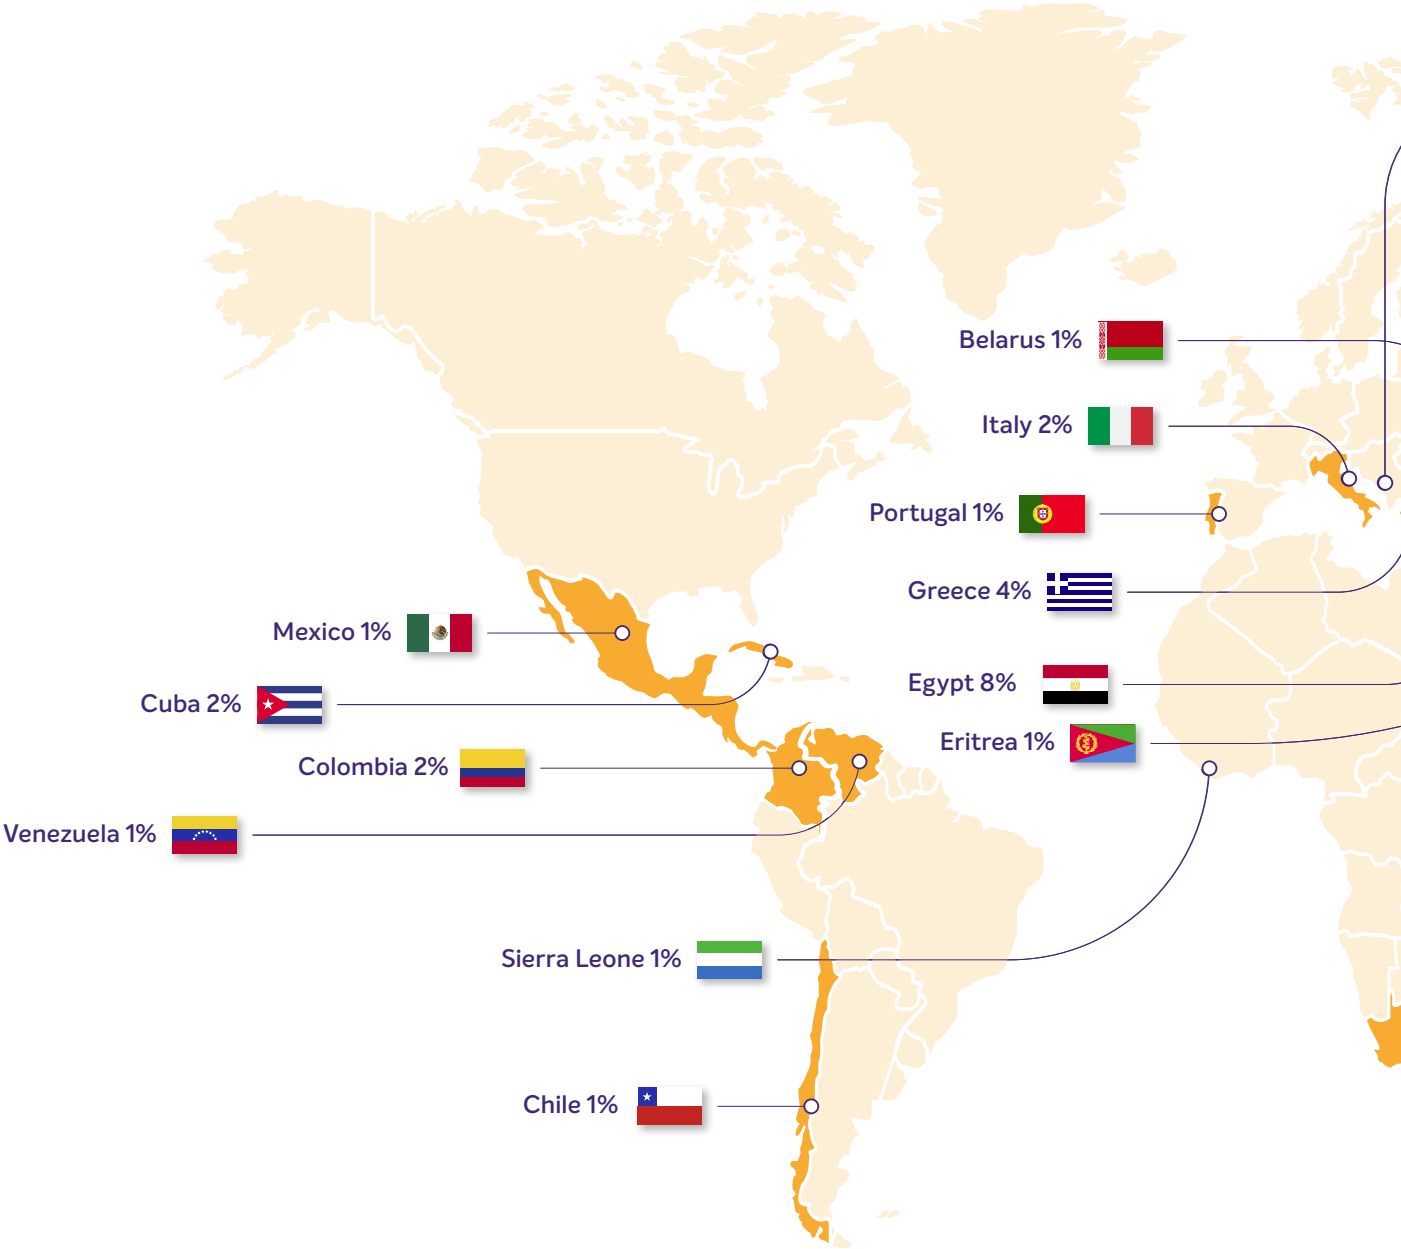 Belarus 1%
Italy 2%
Portugal 1%
Greece 4%
Mexico 1%
Egypt 8%
Cuba 2%
Eritrea 1%
Colombia 2%
Venezuela 1%
Sierra Leone 1%
Chile 1%